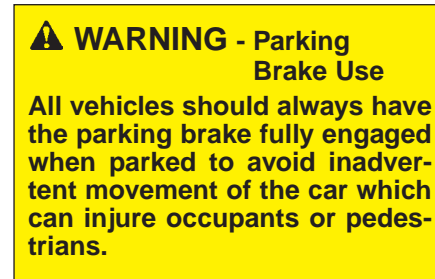 WARNING - Parking
Brake Use
All vehicles should always have
the parking brake fully engaged
when parked to avoid inadver-
tent movement of the car which
can injure occupants or pedes-
trians.